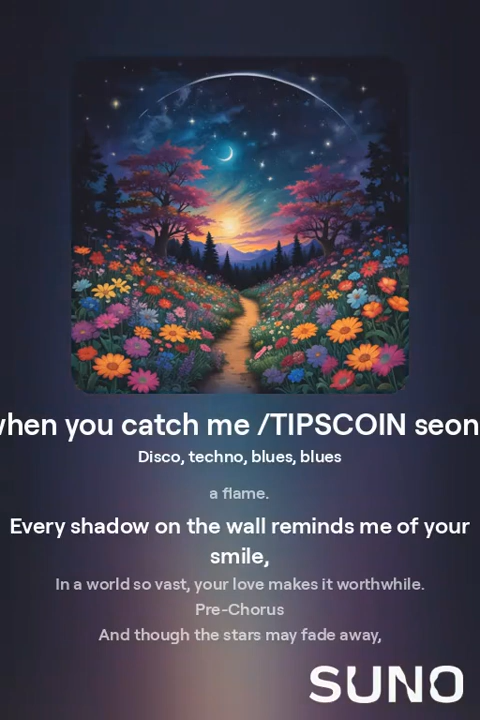 when you catch me /TIPSCOIN seon
Disco, techno, blues, blues
a flame.
Every shadow on the wall reminds me of your
smile,
In a world so vast, your love makes it worthwhile.
Pre-Chorus
And though the stars may fade away,
SUNO